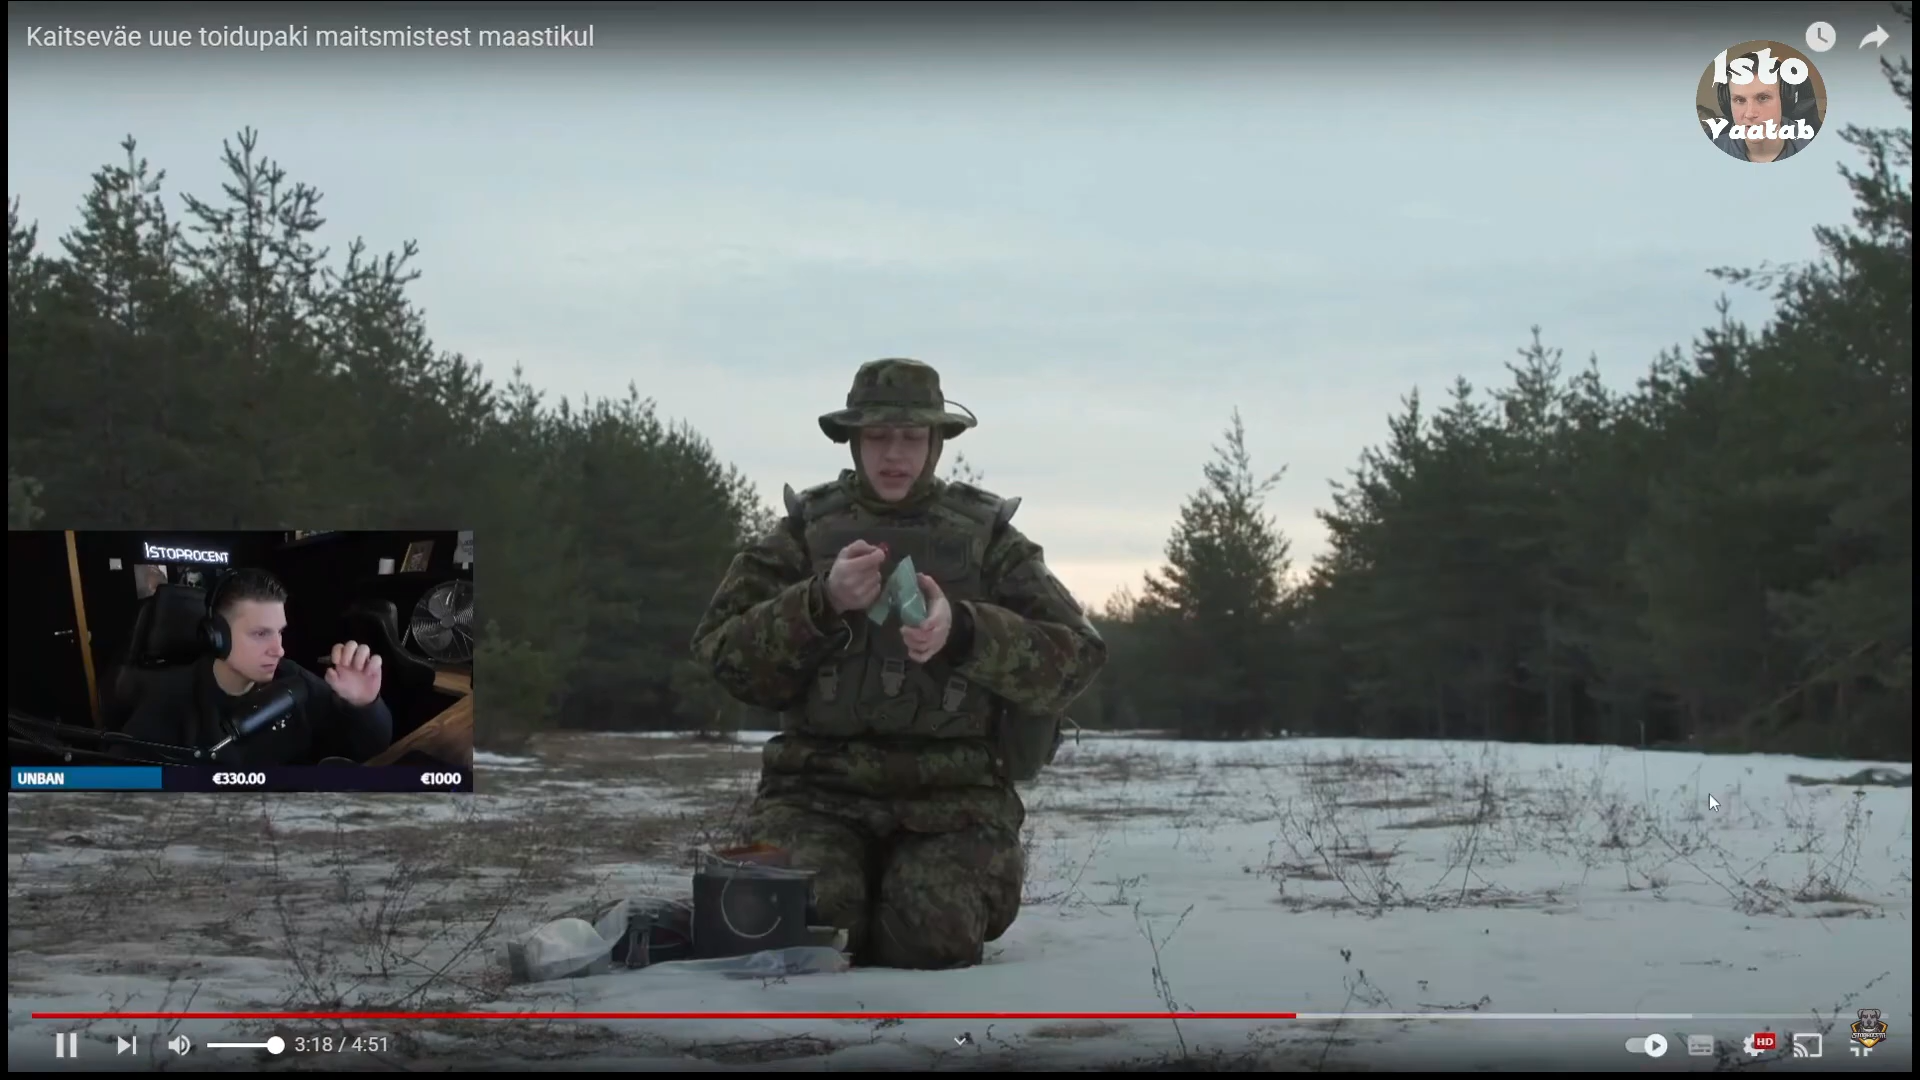 Kaitseväe uue toidupaki maitsmistest maastikul
Isto
Vaatab
ISTOPROCENT
UNBAN
€330.00
€1000
3:18 / 4:51
HD